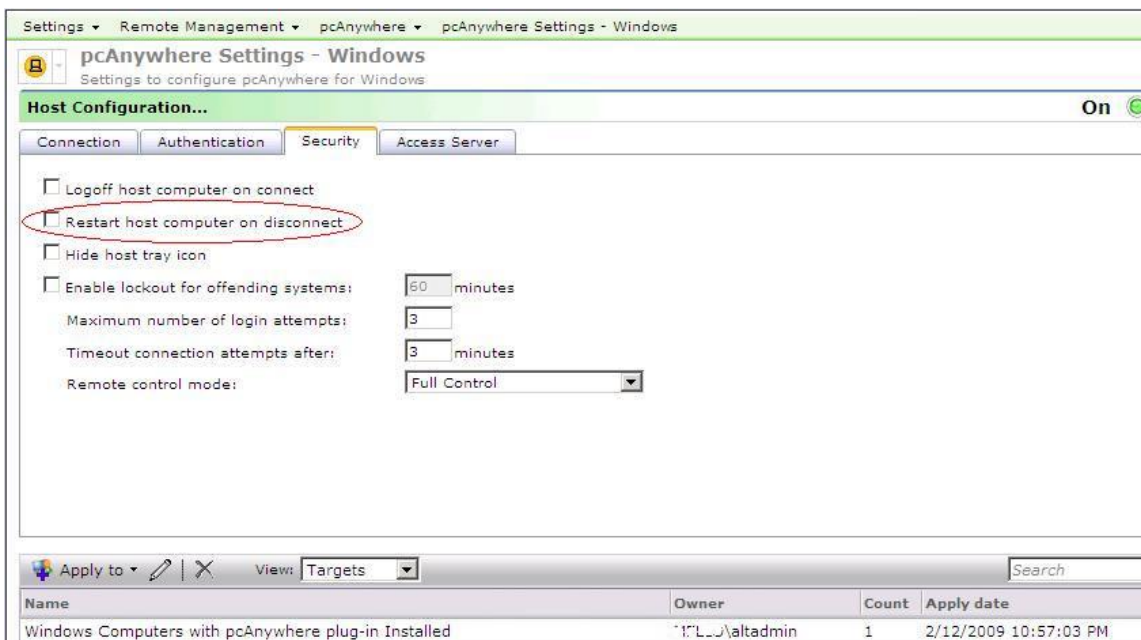 Settings Remote Management pcAnywhere pcAnywhere Settings - Windows
pcAnywhere Settings - Windows
Settings to configure pcAnywhere for Windows
Host Configuration... On
Connection Authentication Security Access Server
Logoff host computer on connect
Restart host computer on disconnect
Hide host tray icon
Enable lockout for offending systems: 60 minutes
Maximum number of login attempts: 3
Timeout connection attempts after: 3 minutes
Remote control mode: Full Control
Apply to View: Targets Search
Name Owner Count Apply date
Windows Computers with pcAnywhere plug-in Installed \altadmin 1 2/12/2009 10:57:03 PM